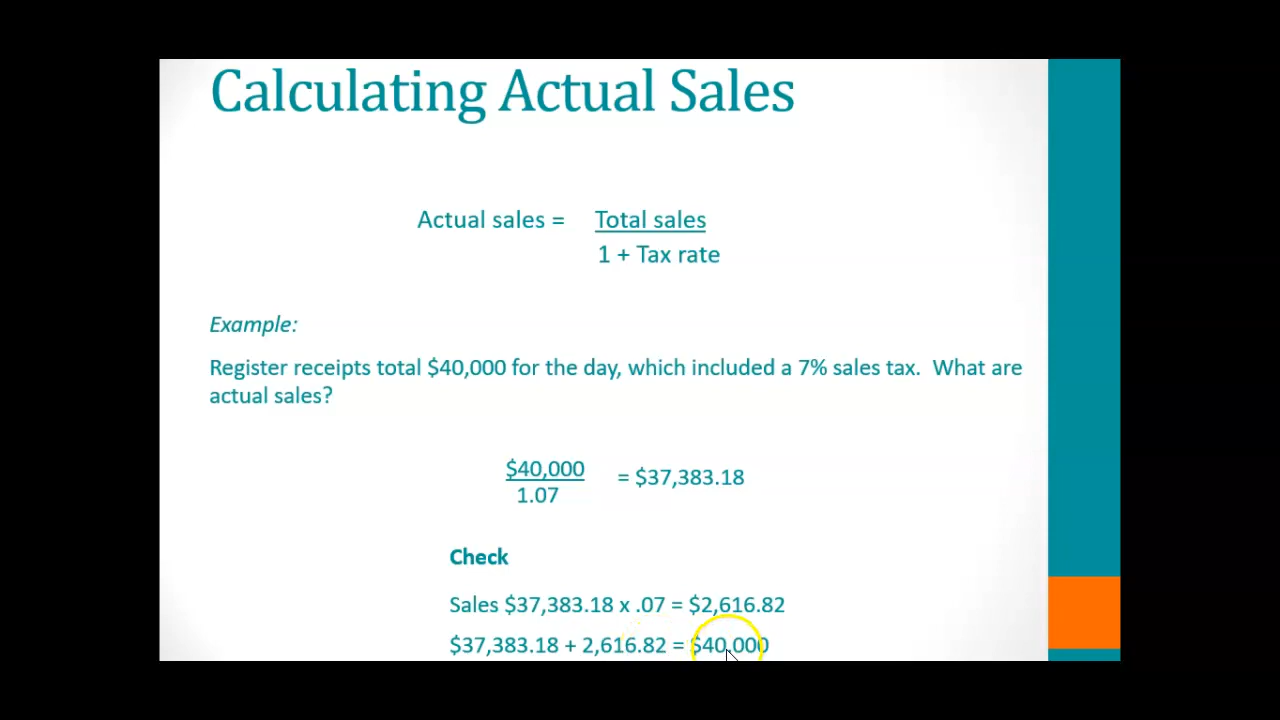 Calculating Actual Sales
Actual sales = Total sales
1 + Tax rate
Example:
Register receipts total $40,000 for the day, which included a 7% sales tax. What are
actual sales?
$40,000
1.07
= $37,383.18
Check
Sales $37,383.18 x .07 = $2,616.82
$37,383.18 + 2,616.82 = $40,000